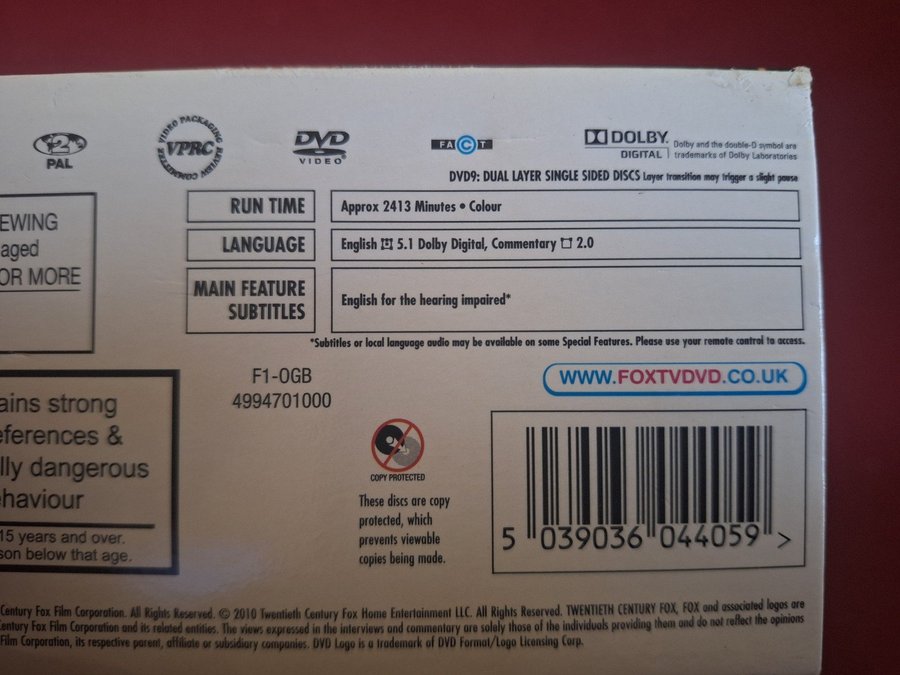 2
PAL
VIDEO PACKAGING REVIEW COMMITTEE
VPRC
DVD
VIDEO
FACT
DOLBY
DIGITAL
Dolby and the double-D symbol are
trademarks of Dolby Laboratories
DVD9: DUAL LAYER SINGLE SIDED DISCS Layer transition may trigger a slight pause
RUN TIME
Approx 2413 Minutes • Colour
LANGUAGE
English 5.1 Dolby Digital, Commentary 2.0
MAIN FEATURE
SUBTITLES
English for the hearing impaired*
*Subtitles or local language audio may be available on some Special Features. Please use your remote control to access.
EWING
aged
OR MORE
F1-OGB
4994701000
WWW.FOXTVDVD.CO.UK
ains strong
eferences &
lly dangerous
ehaviour
15 years and over.
son below that age.
COPY PROTECTED
These discs are copy
protected, which
prevents viewable
copies being made.
5 039036 044059 >
Century Fox Film Corporation. All Rights Reserved. © 2010 Twentieth Century Fox Home Entertainment LLC. All Rights Reserved. TWENTIETH CENTURY FOX, FOX and associated logos are
Century Fox Film Corporation and its related entities. The views expressed in the interviews and commentary are solely those of the individuals providing them and do not reflect the opinions
Film Corporation, its respective parent, affiliate or subsidiary companies. DVD Logo is a trademark of DVD Format/Logo Licensing Corp.